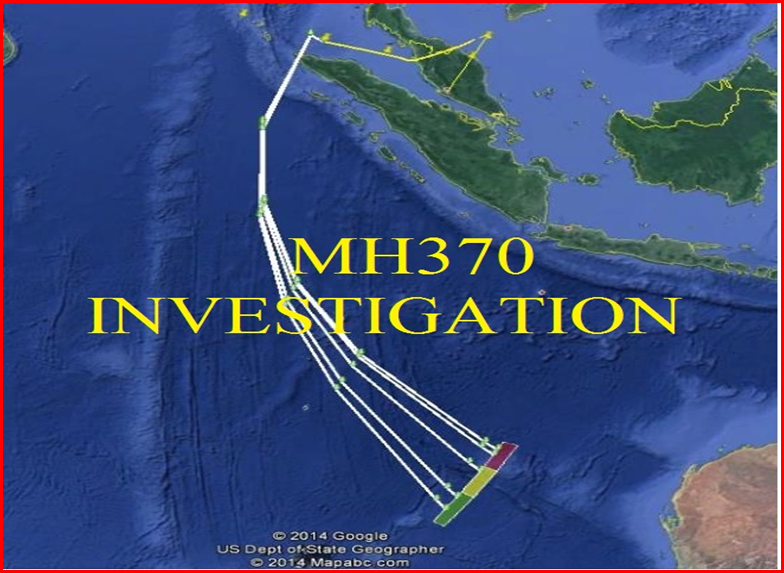 MH370
INVESTIGATION
© 2014 Google
US Dept of State Geographer
© 2014 Mapabc.com